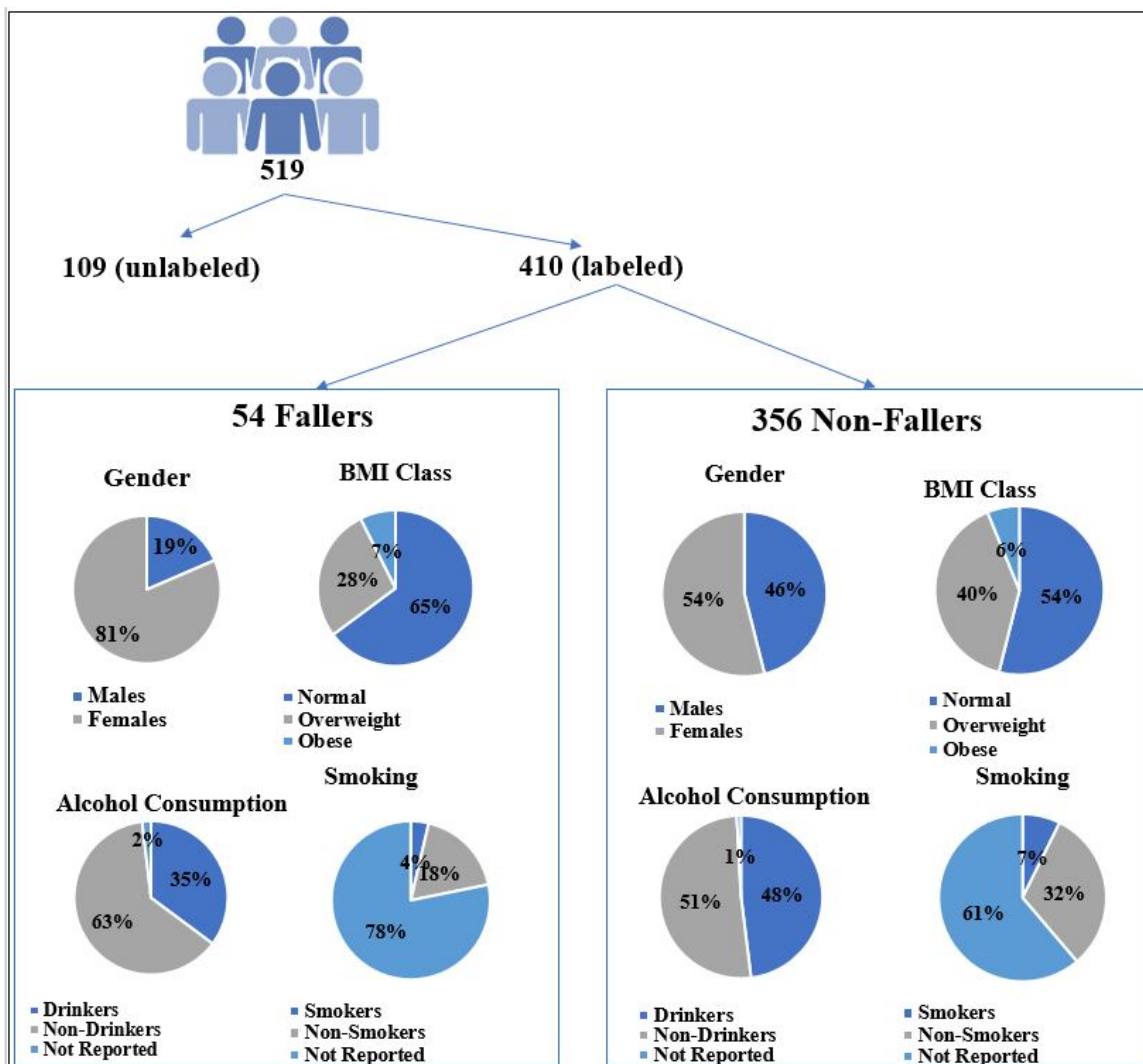 519
109 (unlabeled)
410 (labeled)
54 Fallers
Gender
19%
81%
Males
Females
BMI Class
7%
28%
65%
Normal
Overweight
Obese
Alcohol Consumption
2%
35%
63%
Drinkers
Non-Drinkers
Not Reported
Smoking
4%
18%
78%
Smokers
Non-Smokers
Not Reported
356 Non-Fallers
Gender
54%
46%
Males
Females
BMI Class
6%
40%
54%
Normal
Overweight
Obese
Alcohol Consumption
1%
51%
48%
Drinkers
Non-Drinkers
Not Reported
Smoking
7%
32%
61%
Smokers
Non-Smokers
Not Reported